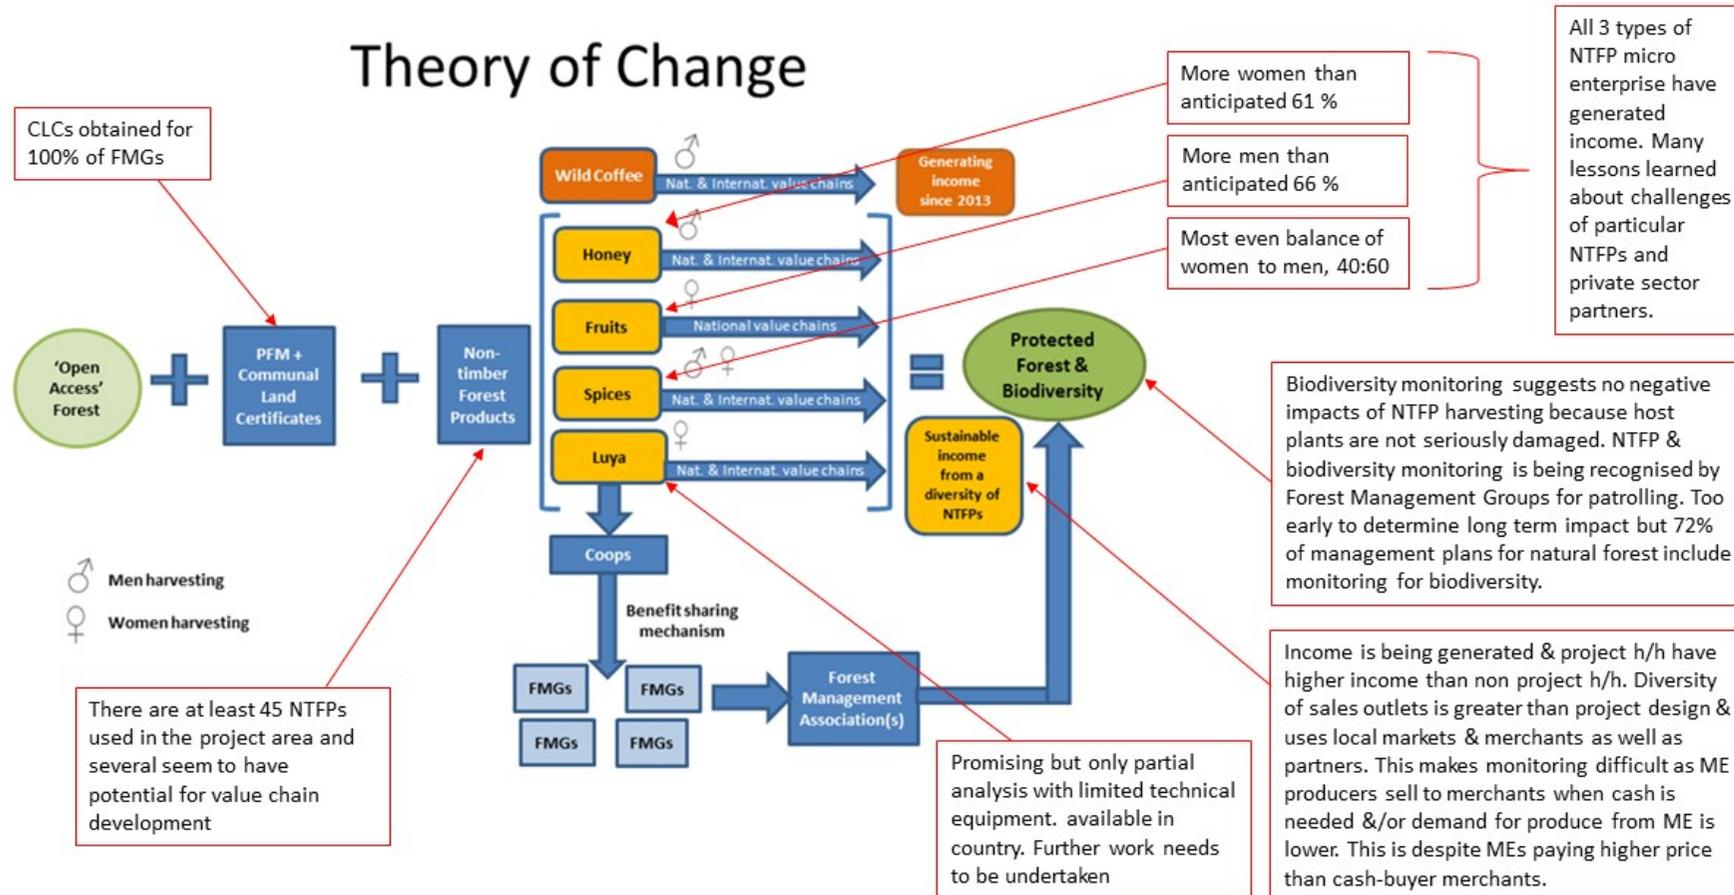 Theory of Change
CLCs obtained for
100% of FMGs
More women than
anticipated 61 %
More men than
anticipated 66 %
Most even balance of
women to men, 40:60
All 3 types of
NTFP micro
enterprise have
generated
income. Many
lessons learned
about challenges
of particular
NTFPs and
private sector
partners.
Wild Coffee
Nat. & Internat. value chains
Generating
income
since 2013
Honey
Nat. & Internat. value chains
Fruits
National value chains
Spices
Nat. & Internat. value chains
Luya
Nat. & Internat. value chains
'Open
Access'
Forest
PFM +
Communal
Land
Certificates
Non-
timber
Forest
Products
Protected
Forest &
Biodiversity
Sustainable
income
from a
diversity of
NTFPs
Biodiversity monitoring suggests no negative
impacts of NTFP harvesting because host
plants are not seriously damaged. NTFP &
biodiversity monitoring is being recognised by
Forest Management Groups for patrolling. Too
early to determine long term impact but 72%
of management plans for natural forest include
monitoring for biodiversity.
Coops
Benefit sharing
mechanism
Men harvesting
Women harvesting
FMGs
FMGs
FMGs
FMGs
Forest
Management
Association(s)
There are at least 45 NTFPs
used in the project area and
several seem to have
potential for value chain
development
Promising but only partial
analysis with limited technical
equipment. available in
country. Further work needs
to be undertaken
Income is being generated & project h/h have
higher income than non project h/h. Diversity
of sales outlets is greater than project design &
uses local markets & merchants as well as
partners. This makes monitoring difficult as ME
producers sell to merchants when cash is
needed &/or demand for produce from ME is
lower. This is despite MEs paying higher price
than cash-buyer merchants.